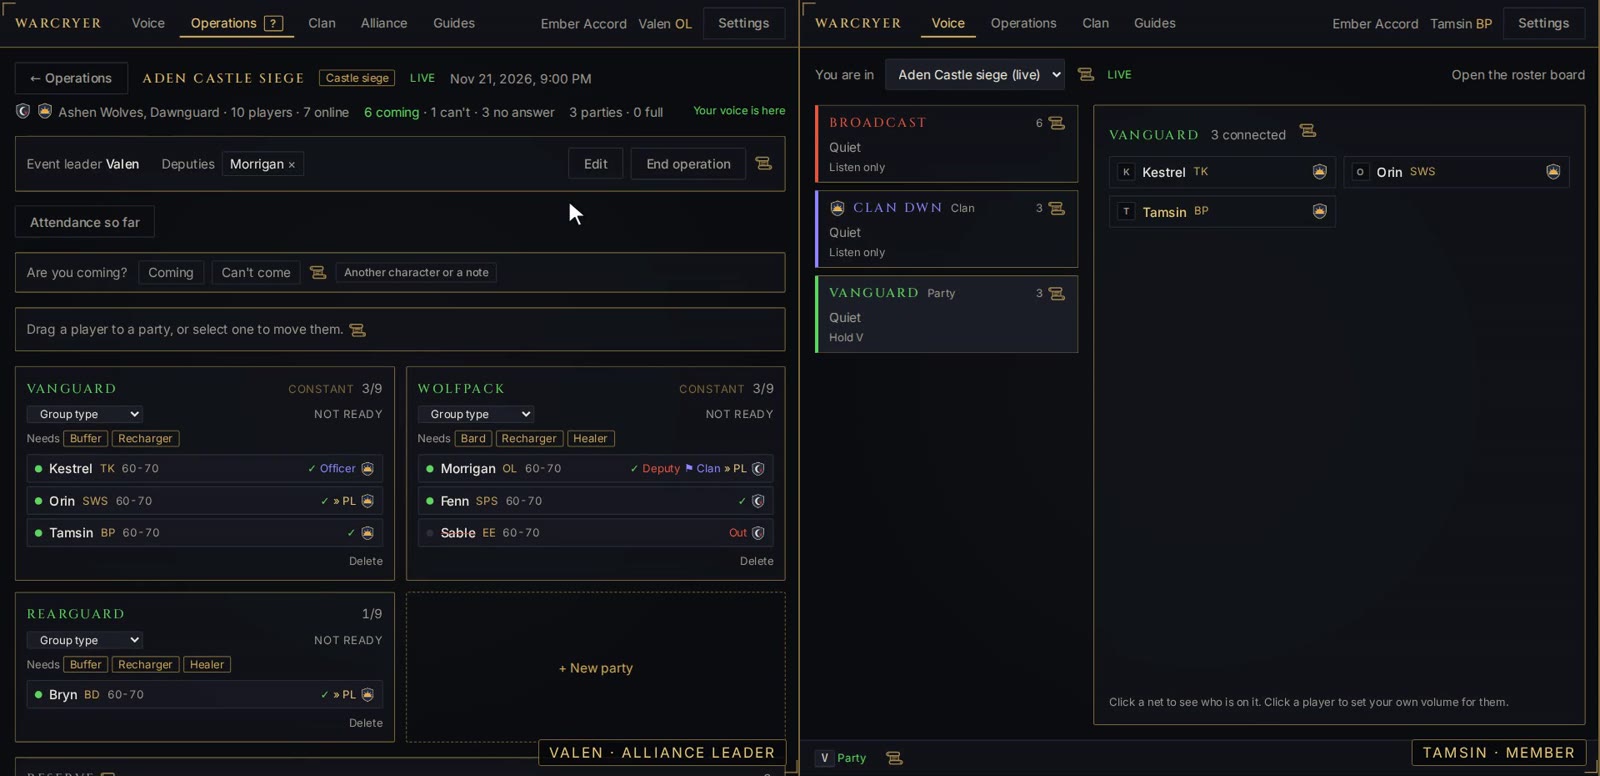 WARCRYER Voice Operations ? Clan Alliance Guides Ember Accord Valen OL Settings
← Operations ADEN CASTLE SIEGE Castle siege LIVE Nov 21, 2026, 9:00 PM
Ashen Wolves, Dawnguard · 10 players · 7 online 6 coming · 1 can't · 3 no answer 3 parties · 0 full Your voice is here
Event leader Valen Deputies Morrigan × Edit End operation
Attendance so far
Are you coming? Coming Can't come Another character or a note
Drag a player to a party, or select one to move them.
VANGUARD CONSTANT 3/9
Group type NOT READY
Needs Buffer Recharger
Kestrel TK 60-70 ✓ Officer
Orin SWS 60-70 ✓ » PL
Tamsin BP 60-70 ✓
Delete
WOLFPACK CONSTANT 3/9
Group type NOT READY
Needs Bard Recharger Healer
Morrigan OL 60-70 ✓ Deputy ⚑ Clan » PL
Fenn SPS 60-70 ✓
Sable EE 60-70 Out
Delete
REARGUARD 1/9
Group type NOT READY
Needs Buffer Recharger Healer
Bryn BD 60-70 ✓ » PL
Delete
+ New party
VALEN · ALLIANCE LEADER
WARCRYER Voice Operations Clan Guides Ember Accord Tamsin BP Settings
You are in Aden Castle siege (live) LIVE Open the roster board
BROADCAST 6
Quiet
Listen only
CLAN DWN Clan 3
Quiet
Listen only
VANGUARD Party 3
Quiet
Hold V
VANGUARD 3 connected
K Kestrel TK O Orin SWS
T Tamsin BP
Click a net to see who is on it. Click a player to set your own volume for them.
V Party
TAMSIN · MEMBER